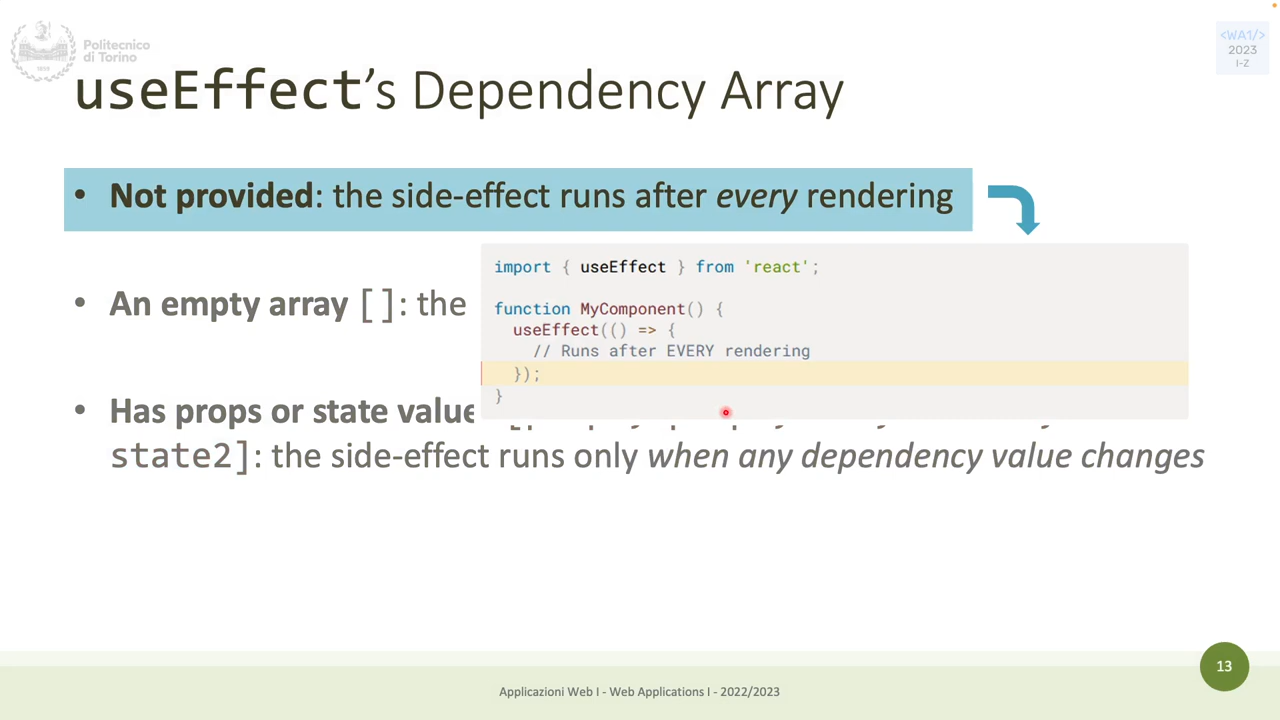 Politecnico
di Torino
1859
<WA1/>
2023
I-Z
useEffect's Dependency Array
• Not provided: the side-effect runs after every rendering
import { useEffect } from 'react';
• An empty array []: the
function MyComponent() {
useEffect(() => {
// Runs after EVERY rendering
});
}
• Has props or state value
state2]: the side-effect runs only when any dependency value changes
13
Applicazioni Web I - Web Applications I - 2022/2023